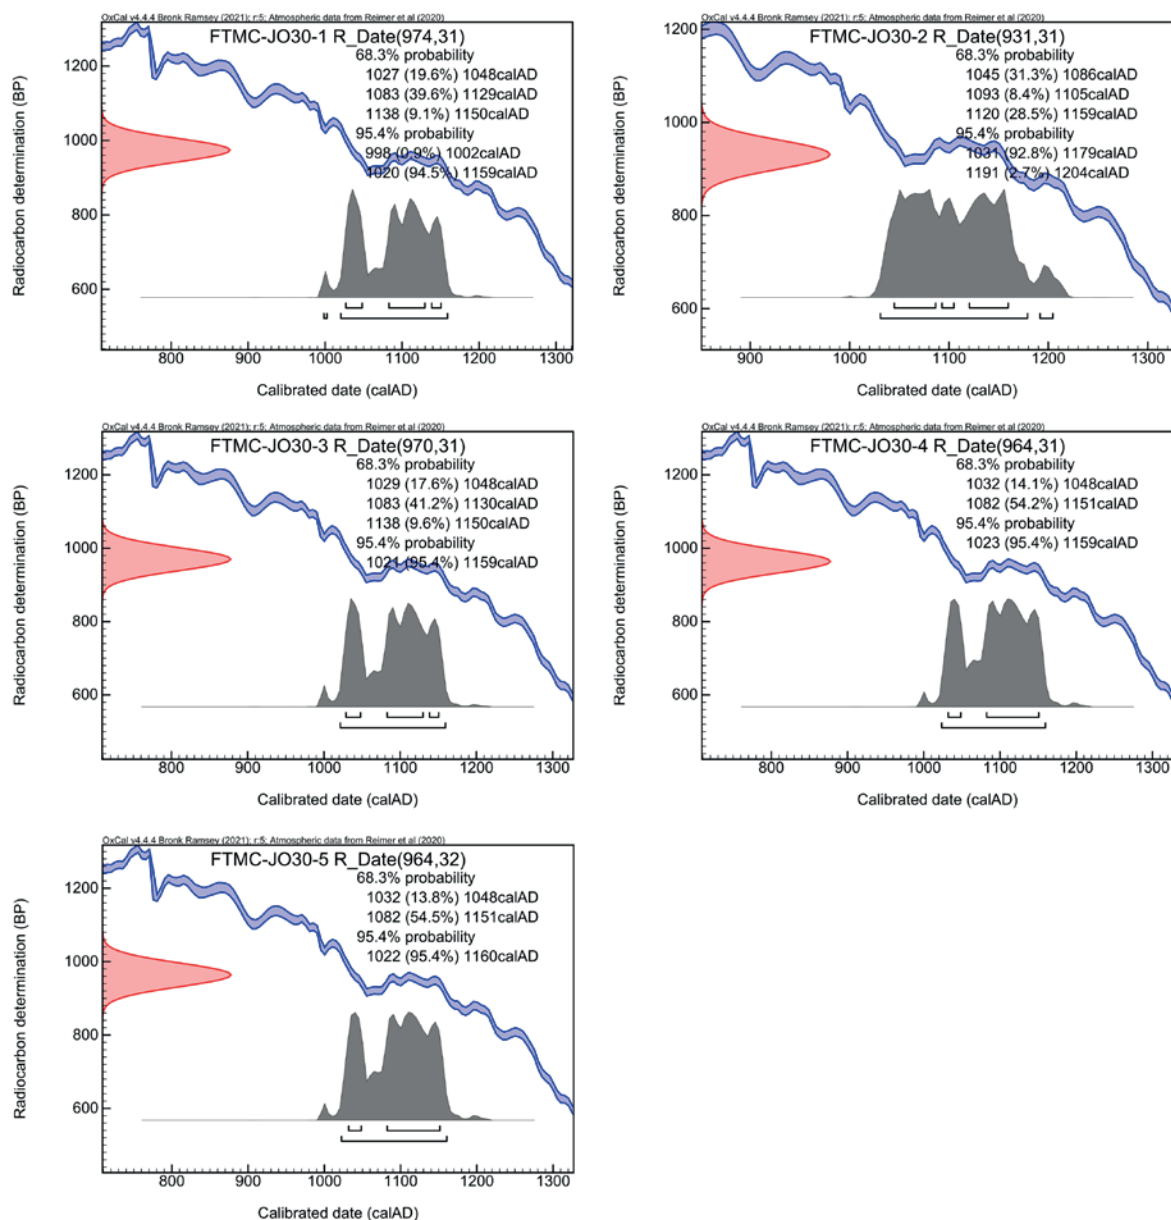 OxCal v4.4.4 Bronk Ramsey (2021); r:5; Atmospheric data from Reimer et al (2020)
FTMC-JO30-1 R_Date(974,31)
68.3% probability
1027 (19.6%) 1048calAD
1083 (39.6%) 1129calAD
1138 (9.1%) 1150calAD
95.4% probability
998 (0.9%) 1002calAD
1020 (94.5%) 1159calAD
Radiocarbon determination (BP)
1200
1000
800
600
800 900 1000 1100 1200 1300
Calibrated date (calAD)
OxCal v4.4.4 Bronk Ramsey (2021); r:5; Atmospheric data from Reimer et al (2020)
FTMC-JO30-2 R_Date(931,31)
68.3% probability
1045 (31.3%) 1086calAD
1093 (8.4%) 1105calAD
1120 (28.5%) 1159calAD
95.4% probability
1031 (92.8%) 1179calAD
1191 (2.7%) 1204calAD
Radiocarbon determination (BP)
1200
1000
800
600
900 1000 1100 1200 1300
Calibrated date (calAD)
OxCal v4.4.4 Bronk Ramsey (2021); r:5; Atmospheric data from Reimer et al (2020)
FTMC-JO30-3 R_Date(970,31)
68.3% probability
1029 (17.6%) 1048calAD
1083 (41.2%) 1130calAD
1138 (9.6%) 1150calAD
95.4% probability
1021 (95.4%) 1159calAD
Radiocarbon determination (BP)
1200
1000
800
600
800 900 1000 1100 1200 1300
Calibrated date (calAD)
OxCal v4.4.4 Bronk Ramsey (2021); r:5; Atmospheric data from Reimer et al (2020)
FTMC-JO30-4 R_Date(964,31)
68.3% probability
1032 (14.1%) 1048calAD
1082 (54.2%) 1151calAD
95.4% probability
1023 (95.4%) 1159calAD
Radiocarbon determination (BP)
1200
1000
800
600
800 900 1000 1100 1200 1300
Calibrated date (calAD)
OxCal v4.4.4 Bronk Ramsey (2021); r:5; Atmospheric data from Reimer et al (2020)
FTMC-JO30-5 R_Date(964,32)
68.3% probability
1032 (13.8%) 1048calAD
1082 (54.5%) 1151calAD
95.4% probability
1022 (95.4%) 1160calAD
Radiocarbon determination (BP)
1200
1000
800
600
800 900 1000 1100 1200 1300
Calibrated date (calAD)